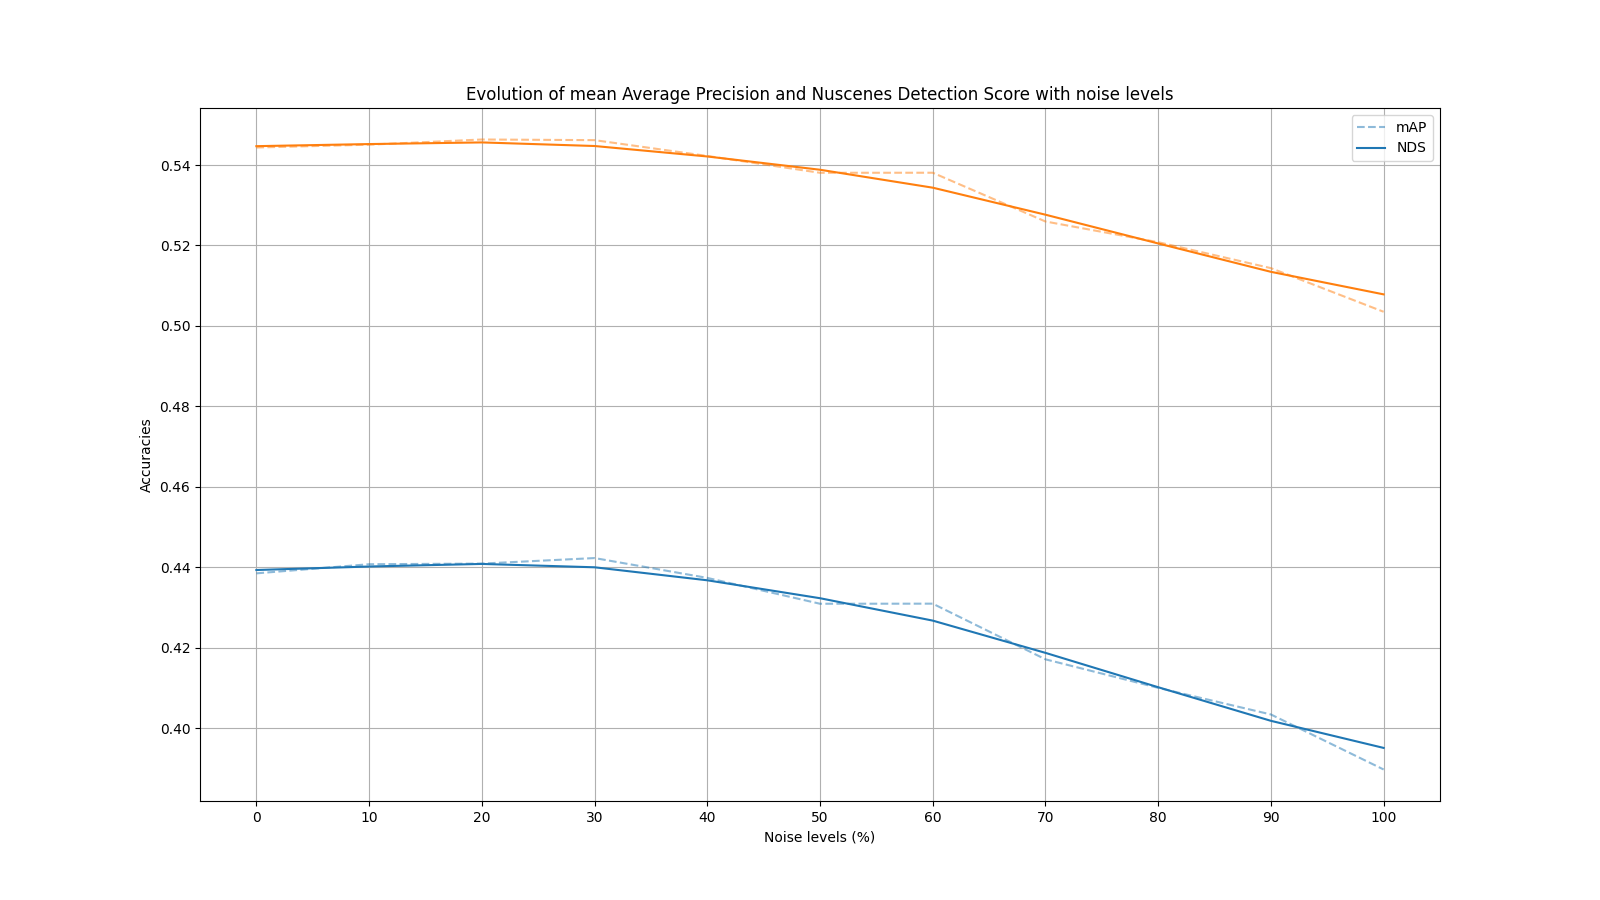 Evolution of mean Average Precision and Nuscenes Detection Score with noise levels
mAP
NDS
0.54
0.52
0.50
0.48
0.46
0.44
0.42
0.40
Accuracies
0 10 20 30 40 50 60 70 80 90 100
Noise levels (%)